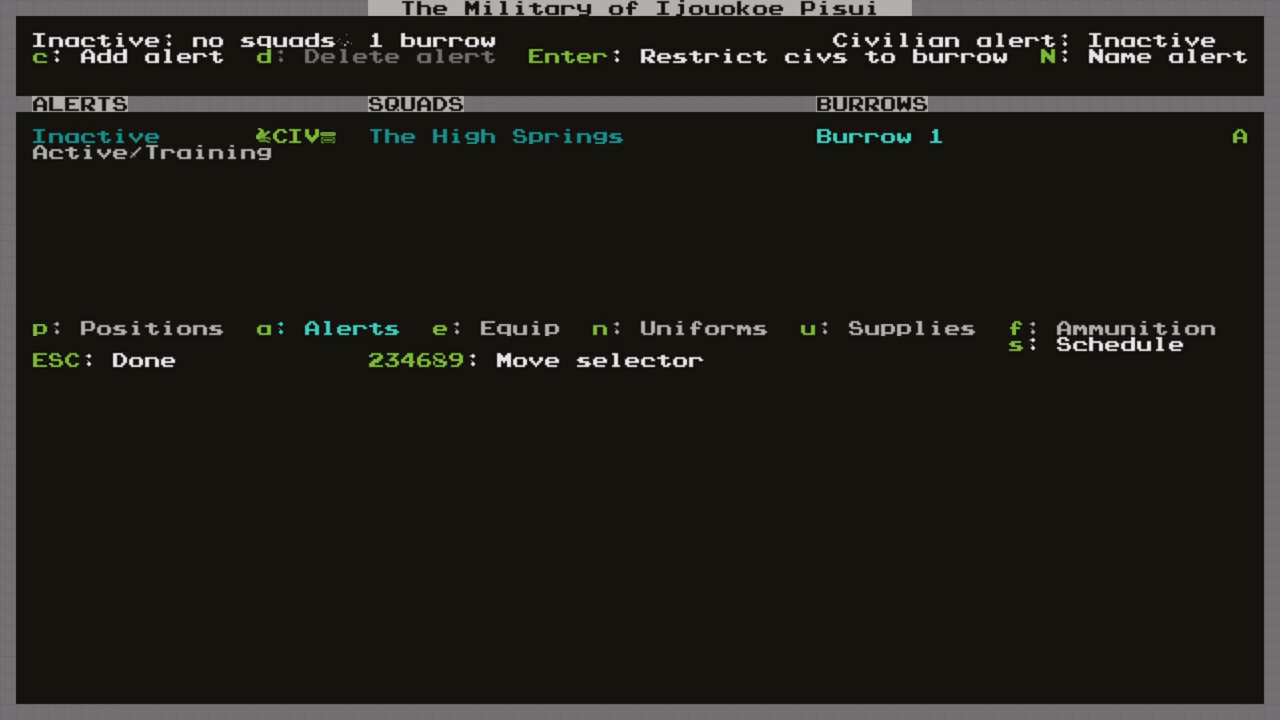 The Military of Ijouokoe Pisui
Inactive: no squads 1 burrow Civilian alert: Inactive
c: Add alert d: Delete alert Enter: Restrict civs to burrow N: Name alert
ALERTS SQUADS BURROWS
Inactive CIV The High Springs Burrow 1 A
Active/Training
p: Positions a: Alerts e: Equip n: Uniforms u: Supplies f: Ammunition
s: Schedule
ESC: Done 234689: Move selector